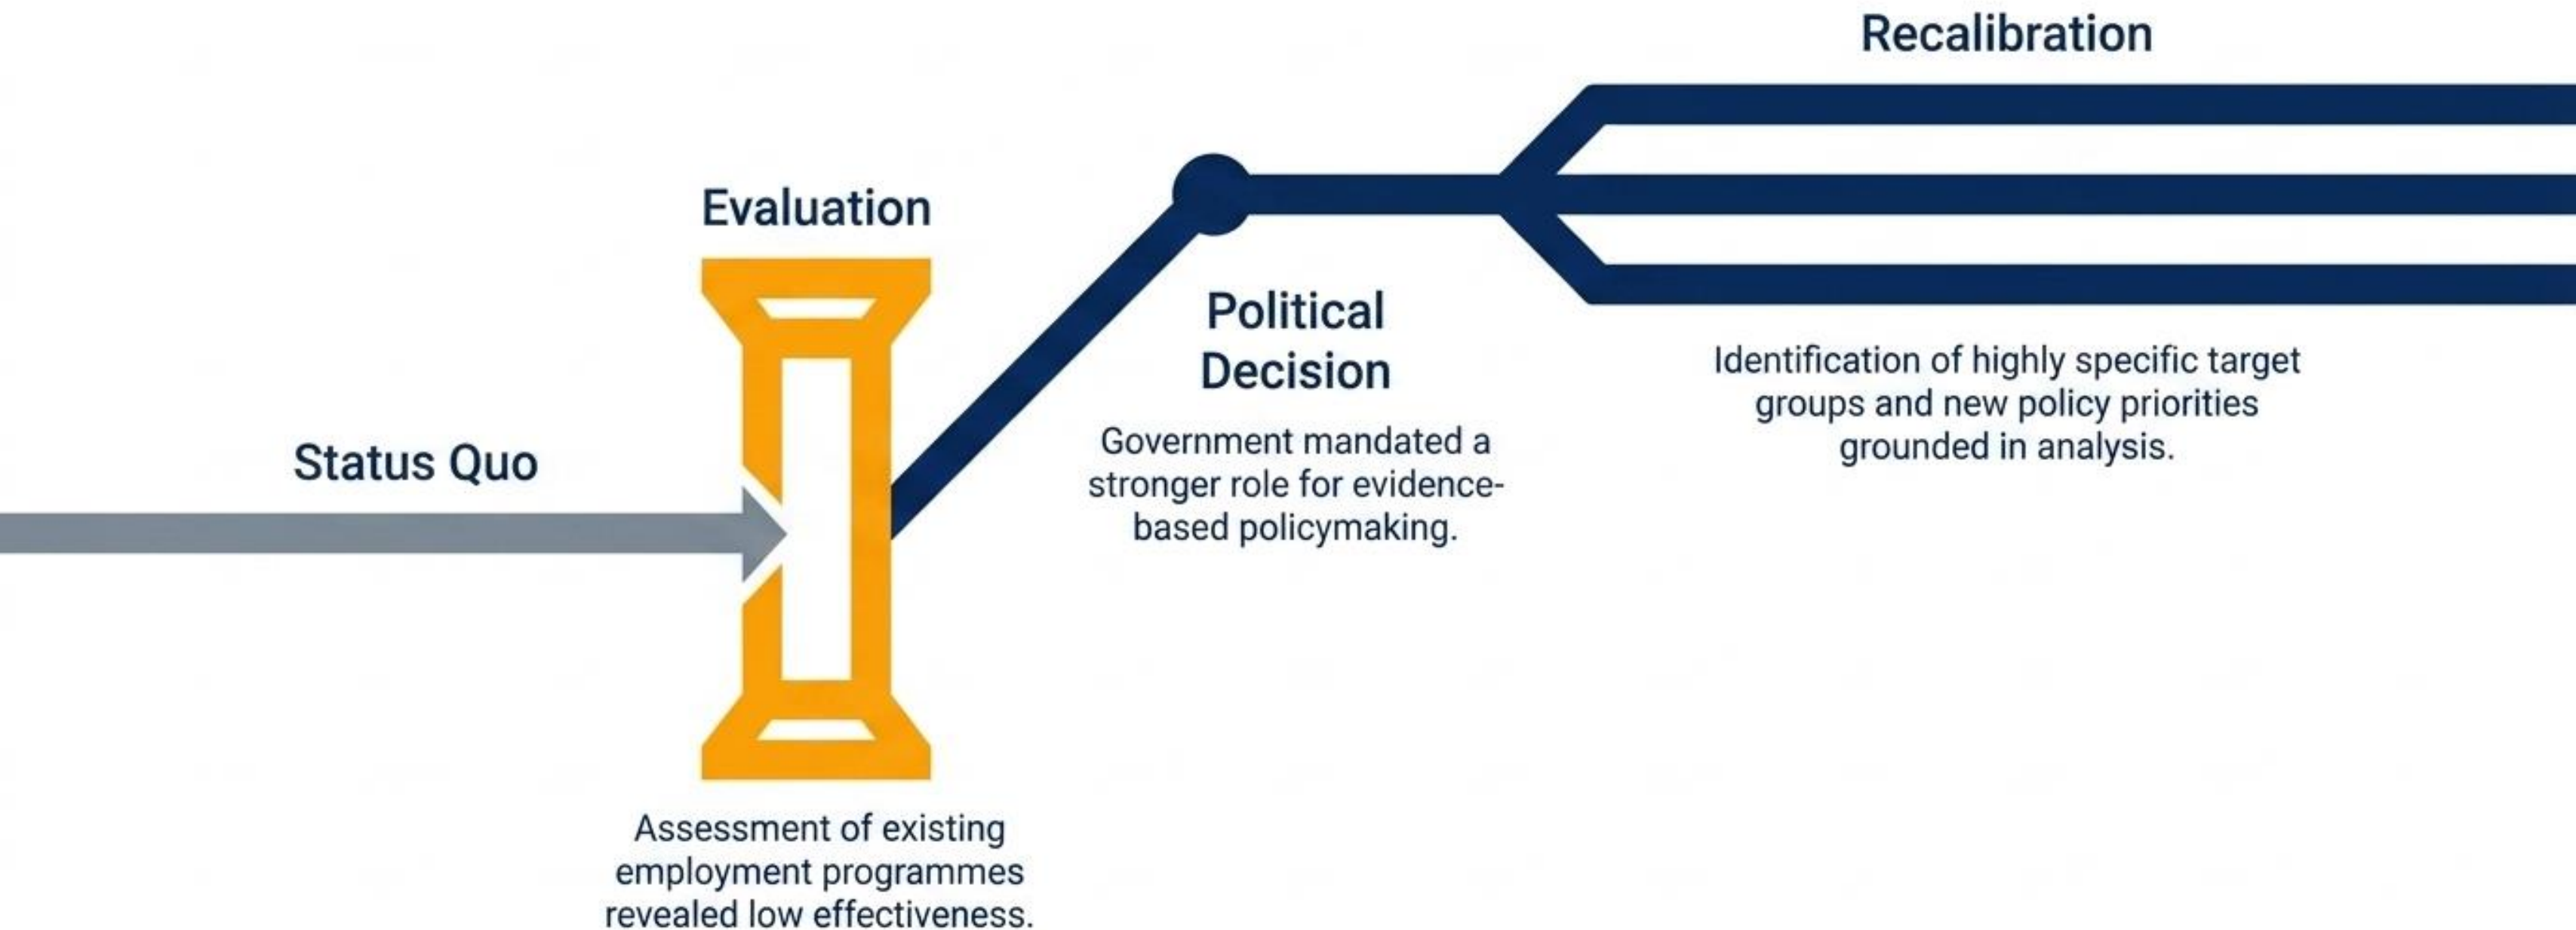 Status Quo
Evaluation
Assessment of existing
employment programmes
revealed low effectiveness.
Political
Decision
Government mandated a
stronger role for evidence-
based policymaking.
Recalibration
Identification of highly specific target
groups and new policy priorities
grounded in analysis.